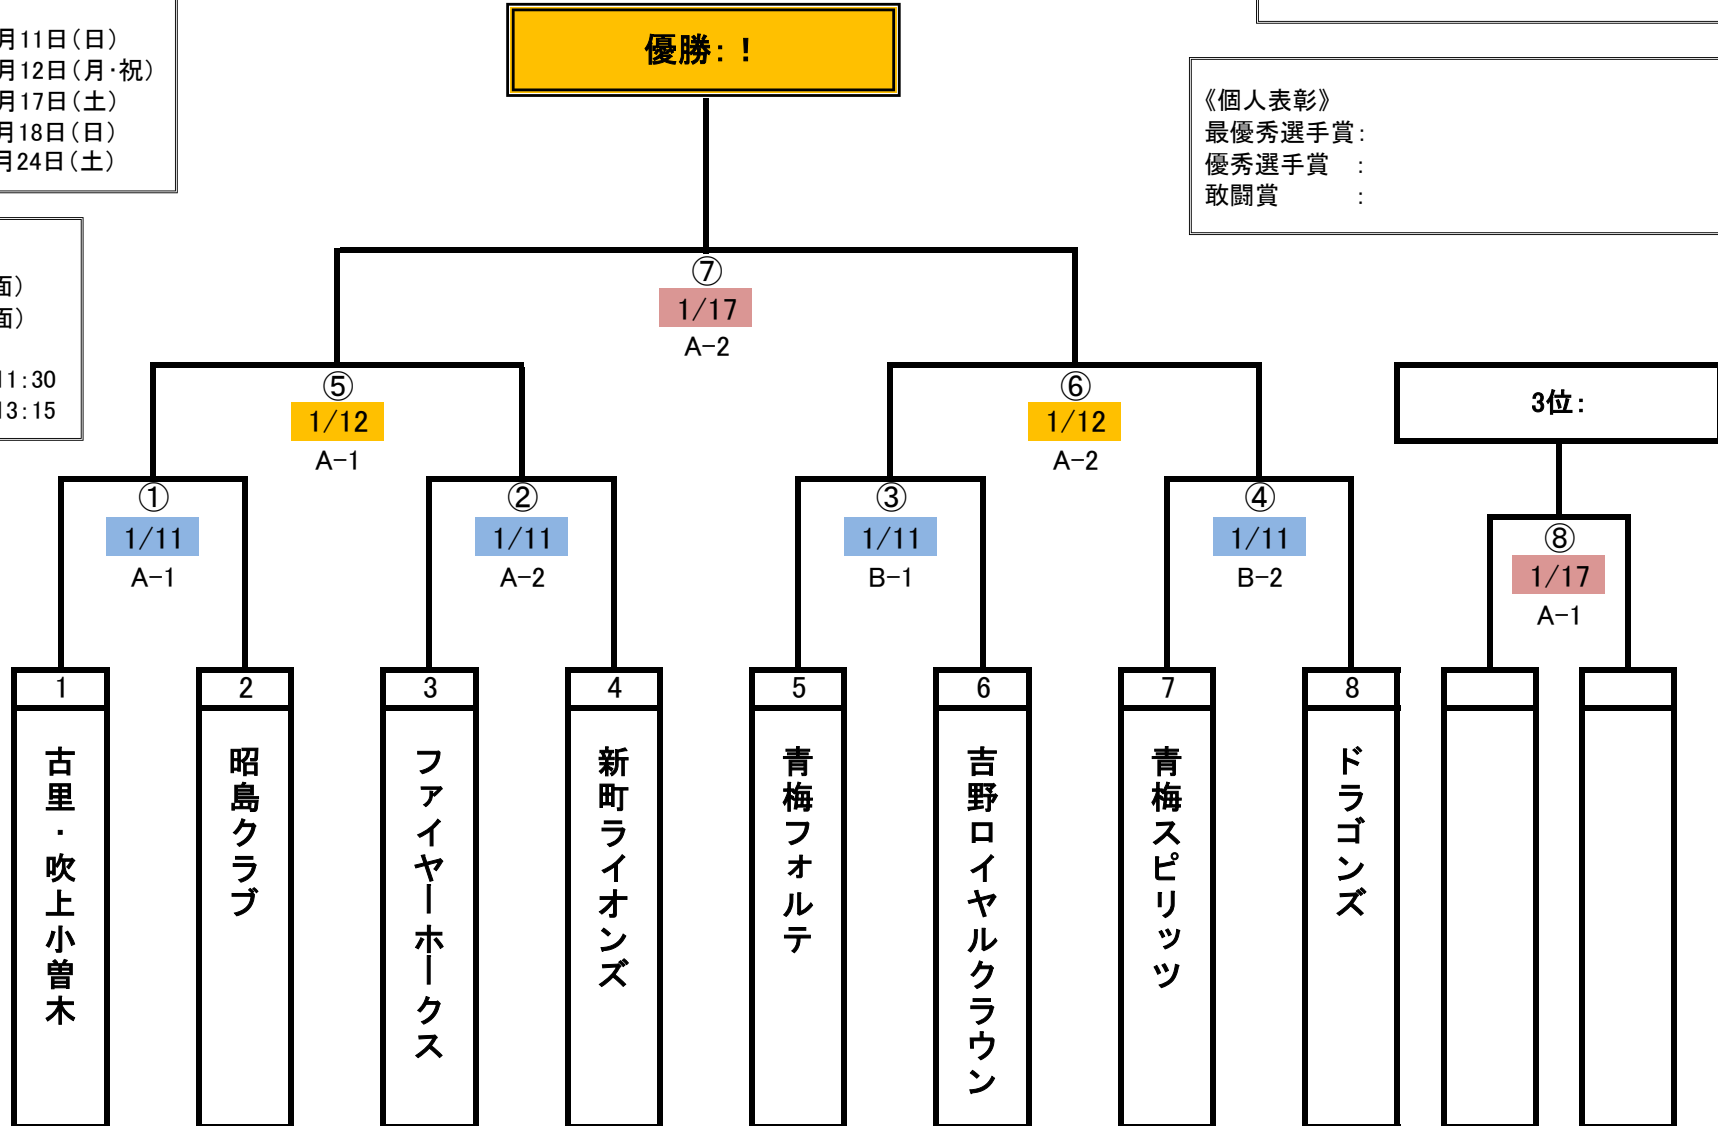 月11日(日)
月12日(月・祝)
月17日(土)
月18日(日)
月24日(土)
優勝: !
《個人表彰》
最優秀選手賞:
優秀選手賞 :
敢闘賞 :
面)
面)
11:30
13:15
⑦
1/17
A-2
⑤
1/12
A-1
⑥
1/12
A-2
3位:
①
1/11
A-1
②
1/11
A-2
③
1/11
B-1
④
1/11
B-2
⑧
1/17
A-1
1
2
3
4
5
6
7
8
古里・吹上小曽木
昭島クラブ
ファイヤーホークス
新町ライオンズ
青梅フォルテ
吉野ロイヤルクラウン
青梅スピリッツ
ドラゴンズ